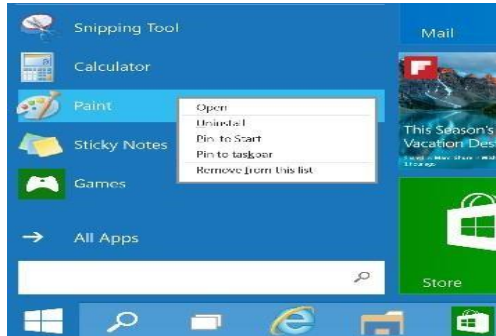 Snipping Tool
Calculator
Paint
Sticky Notes
Games
All Apps
Open
Uninstall
Pin to Start
Pin to taskbar
Remove from this list
Mail
This Season's
Vacation Des
Store